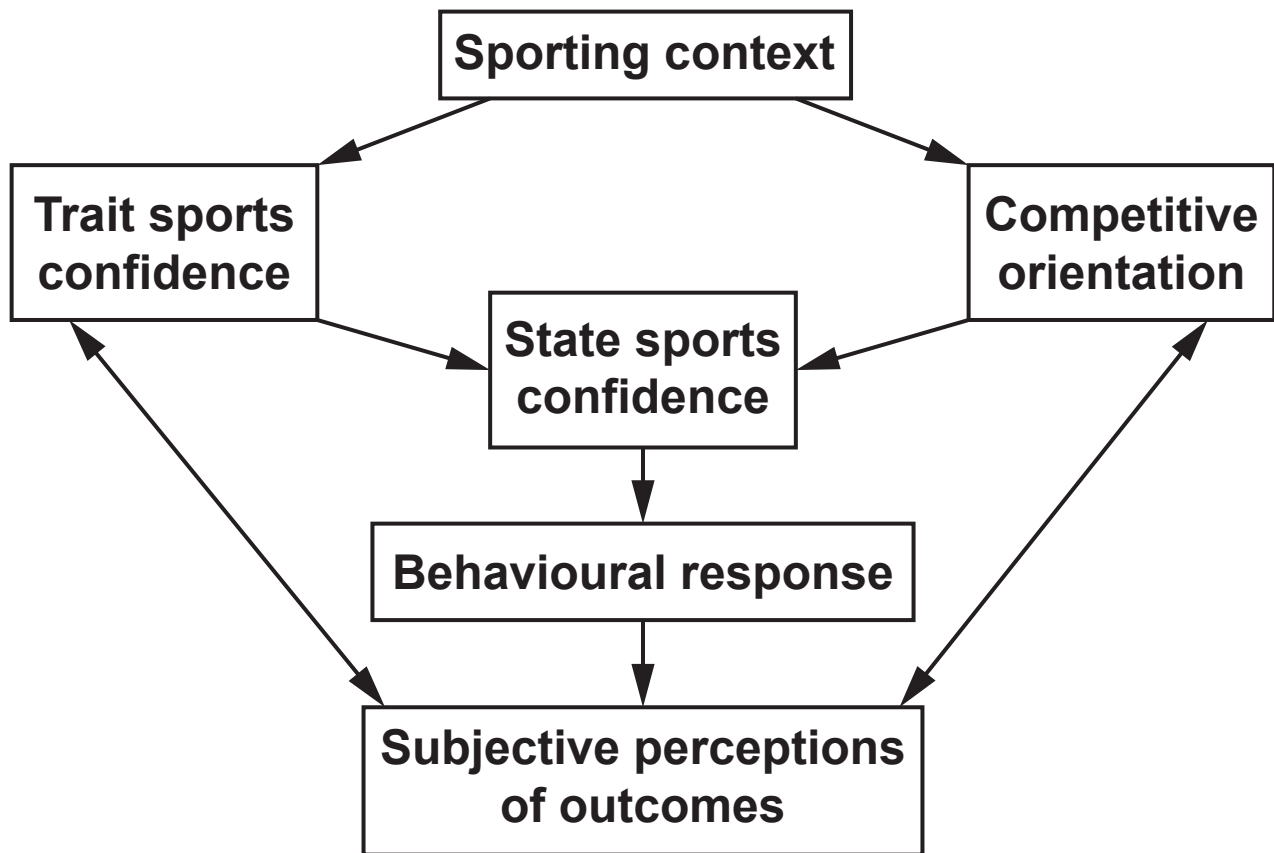 Sporting context
Trait sports
confidence
Competitive
orientation
State sports
confidence
Behavioural response
Subjective perceptions
of outcomes